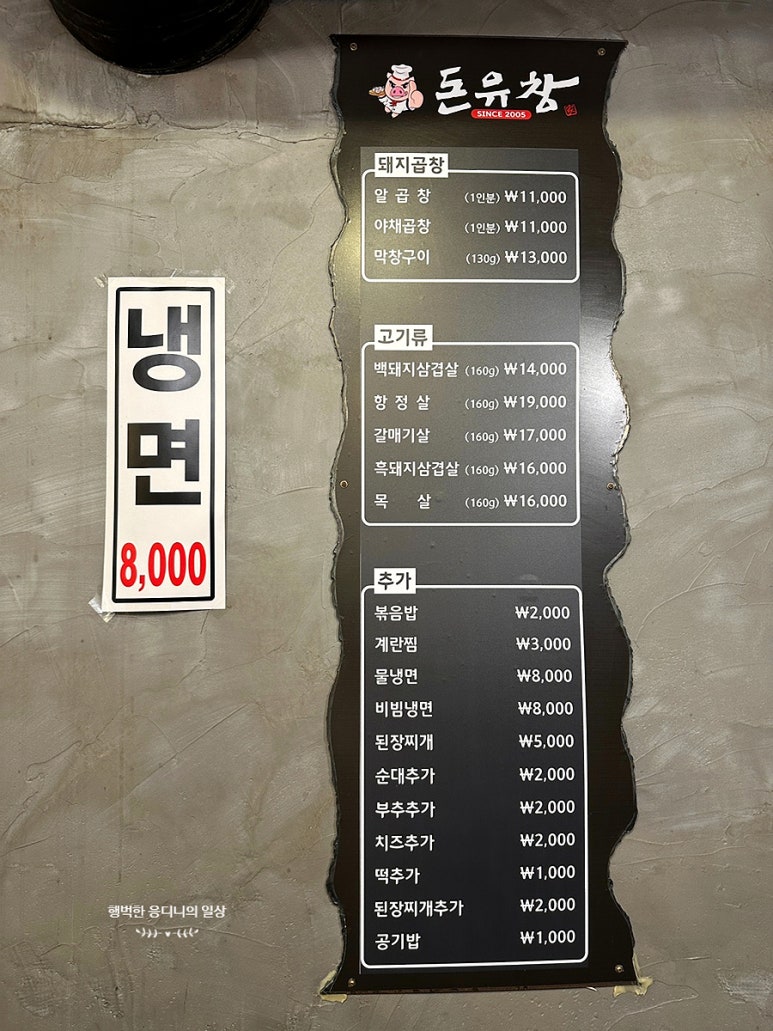 돈유창
SINCE 2005
돼지곱창
알 곱 창 (1인분) ₩11,000
야채곱창 (1인분) ₩11,000
막창구이 (130g) ₩13,000
고기류
백돼지삼겹살 (160g) ₩14,000
항 정 살 (160g) ₩19,000
갈매기살 (160g) ₩17,000
흑돼지삼겹살 (160g) ₩16,000
목 살 (160g) ₩16,000
추가
볶음밥 ₩2,000
계란찜 ₩3,000
물냉면 ₩8,000
비빔냉면 ₩8,000
된장찌개 ₩5,000
순대추가 ₩2,000
부추추가 ₩2,000
치즈추가 ₩2,000
떡추가 ₩1,000
된장찌개추가 ₩2,000
공기밥 ₩1,000
냉면
8,000
행벅한 응디니의 일상